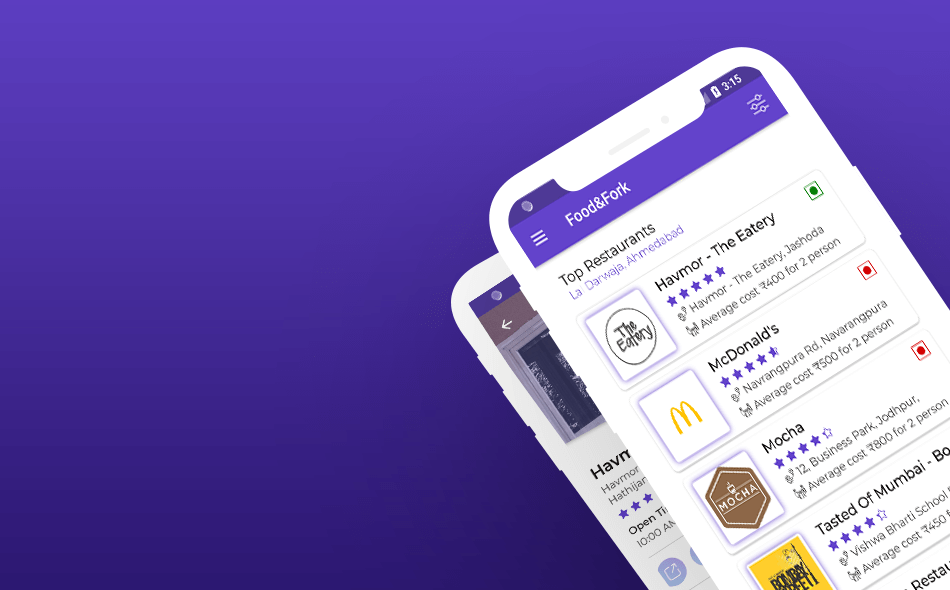 3:15
Food&Fork
Top Restaurants
La Darwaja, Ahmedabad
Havmor - The Eatery
Havmor - The Eatery, Jashoda
Average cost ₹400 for 2 person
The
Eatery
McDonald's
Navrangpura Rd, Navarangpura
Average cost ₹500 for 2 person
Mocha
12, Business Park, Jodhpur,
Average cost ₹800 for 2 person
MOCHA
Tasted Of Mumbai - Bo
Vishwa Bharti School
Average cost ₹450 f
BOMBAY
Restau
Havm
Havmor
Hathijan
Open Ti
10:00 AM